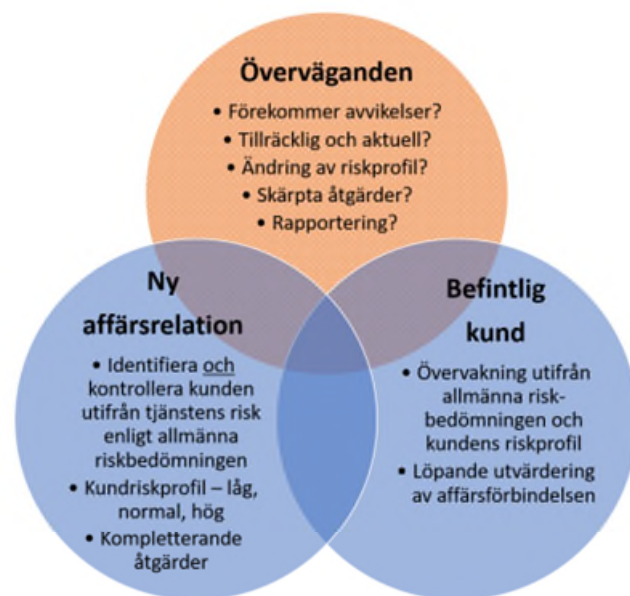 Överväganden
• Förekommer avvikelser?
• Tillräcklig och aktuell?
• Ändring av riskprofil?
• Skärpta åtgärder?
• Rapportering?
Ny
affärsrelation
• Identifiera och
kontrollera kunden
utifrån tjänstens risk
enligt allmänna
riskbedömningen
• Kundriskprofil – låg,
normal, hög
• Kompletterande
åtgärder
Befintlig
kund
• Övervakning utifrån
allmänna risk-
bedömningen och
kundens riskprofil
• Löpande utvärdering
av affärsförbindelsen